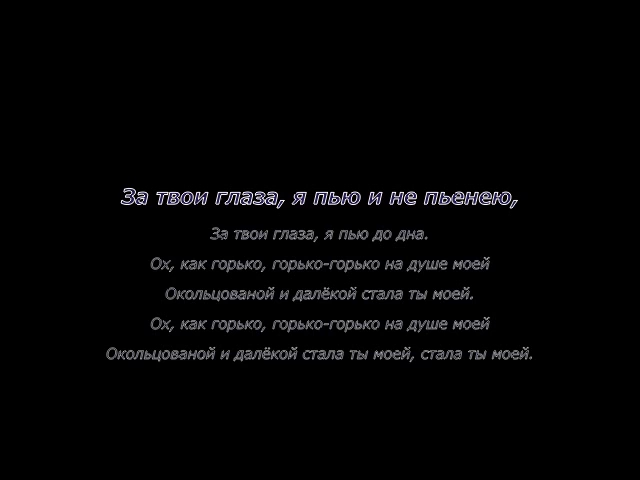 За твои глаза, я пью и не пьенею,
За твои глаза, я пью до дна.
Ох, как горько, горько-горько на душе моей
Окольцованой и далёкой стала ты моей.
Ох, как горько, горько-горько на душе моей
Окольцованой и далёкой стала ты моей, стала ты моей.